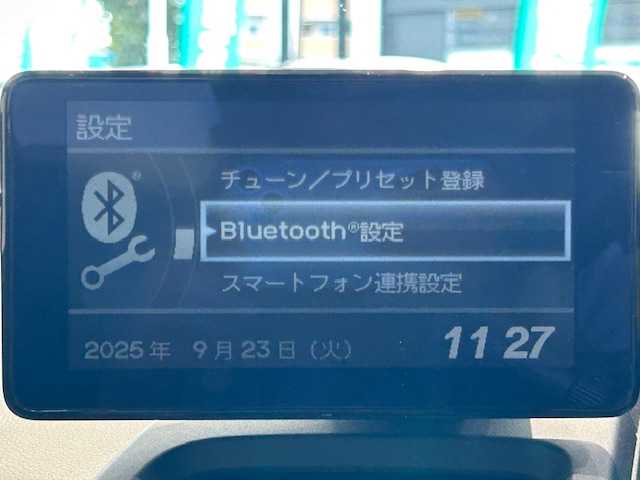 設定
チューン／プリセット登録
Bluetooth®設定
スマートフォン連携設定
2025年 9月23日（火） 11 27